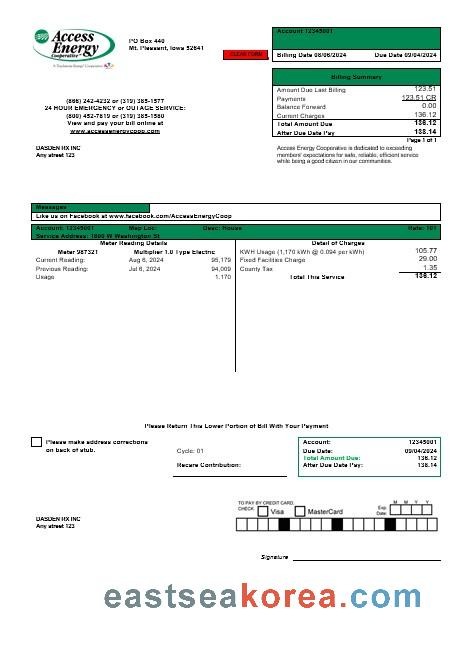 Access
Energy
Cooperative
A Touchstone Energy Cooperative
PO Box 440
Mt. Pleasant, Iowa 52641
CLEAR FORM
Account 12345001
Billing Date 08/06/2024 Due Date 09/04/2024
Billing Summary
Amount Due Last Billing 123.51
Payments 123.51 CR
Balance Forward 0.00
Current Charges 136.12
Total Amount Due 136.12
After Due Date Pay 138.14
Page 1 of 1
(866) 242-4232 or (319) 385-1577
24 HOUR EMERGENCY or OUTAGE SERVICE:
(800) 452-7819 or (319) 385-1580
View and pay your bill online at
www.accessenergycoop.com
DASDEN RX INC
Any street 123
Access Energy Cooperative is dedicated to exceeding
members' expectations for safe, reliable, efficient service
while being a good citizen in our communities.
Messages
Like us on Facebook at www.facebook.com/AccessEnergyCoop
Account: 12345001 Map Loc: Desc: House Rate: 101
Service Address: 1800 W Washington St
Meter Reading Details
Meter 987321 Multiplier 1.0 Type Electric
Current Reading: Aug 6, 2024 95,179
Previous Reading: Jul 6, 2024 94,009
Usage 1,170
Detail of Charges
KWH Usage (1,170 kWh @ 0.094 per kWh) 105.77
Fixed Facilities Charge 29.00
County Tax 1.35
Total This Service 136.12
Please Return This Lower Portion of Bill With Your Payment
Please make address corrections
on back of stub.
Cycle: 01
Recare Contribution:
Account: 12345001
Due Date: 09/04/2024
Total Amount Due: 136.12
After Due Date Pay: 138.14
DASDEN RX INC
Any street 123
TO PAY BY CREDIT CARD,
CHECK: Visa MasterCard
Exp. Date: M M Y Y
Signature
eastseakorea.com